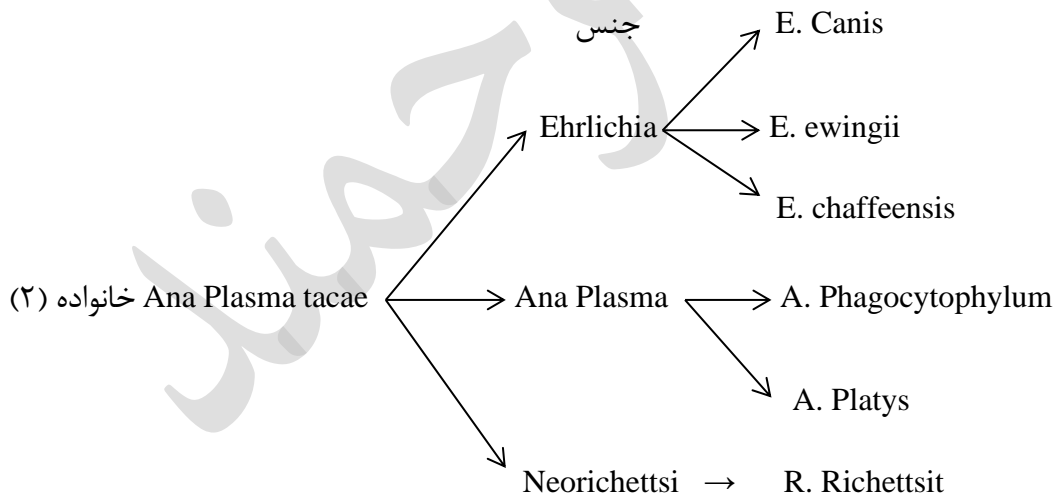 جنس
E. Canis
Ehrlichia
E. ewingii
E. chaffeensis
خانواده (۲) Ana Plasma tacae
Ana Plasma
A. Phagocytophylum
A. Platys
Neorichettsi → R. Richettsit